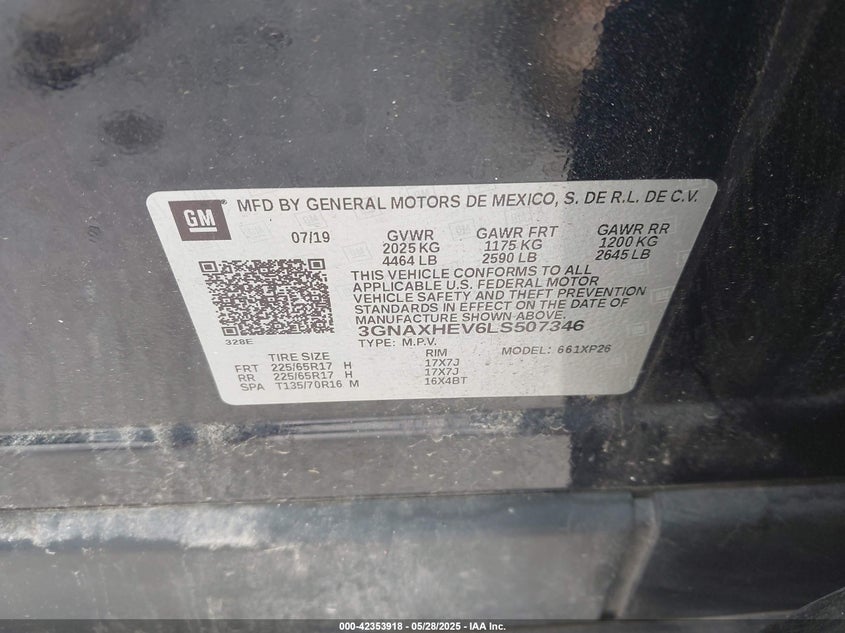 GM
MFD BY GENERAL MOTORS DE MEXICO, S. DE R.L. DE C.V.
07/19 GVWR GAWR FRT GAWR RR
2025 KG 1175 KG 1200 KG
4464 LB 2590 LB 2645 LB
THIS VEHICLE CONFORMS TO ALL
APPLICABLE U.S. FEDERAL MOTOR
VEHICLE SAFETY AND THEFT PREVENTION
STANDARDS IN EFFECT ON THE DATE OF
MANUFACTURE SHOWN ABOVE.
3GNAXHEV6LS507346
328E
TYPE: M.P.V. MODEL: 661XP26
TIRE SIZE RIM
FRT 225/65R17 H 17X7J
RR 225/65R17 H 17X7J
SPA T135/70R16 M 16X4BT
000-42353918 - 05/28/2025 - IAA Inc.